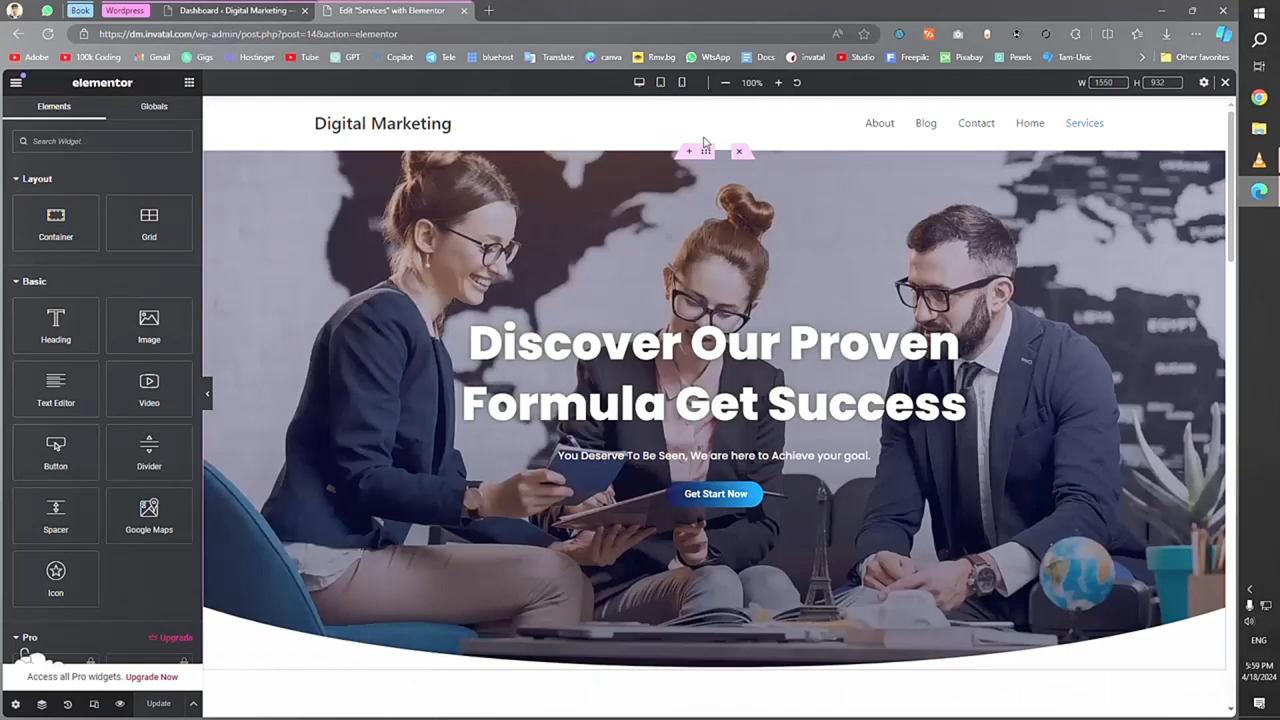 Book
Wordpress
Dashboard ‹ Digital Marketing —
Edit "Services" with Elementor
https://dm.invatal.com/wp-admin/post.php?post=14&action=elementor
Adobe
100k Coding
Gmail
Hostinger
Tube
GPT
Copilot
Tele
bluehost
Translate
canva
Rmv.bg
WtsApp
Docs
invatal
Studio
Freepik:
Pixabay
Pexels
Tam-Unic
Other favorites
elementor
100%
W 1550
H 932
Elements
Globals
Search Widget...
Layout
Container
Grid
Basic
Heading
Image
Text Editor
Video
Button
Divider
Spacer
Google Maps
Icon
Pro
Upgrade
Access all Pro widgets. Upgrade Now
Update
Digital Marketing
About
Blog
Contact
Home
Services
Discover Our Proven
Formula Get Success
You Deserve To Be Seen, We are here to Achieve your goal.
Get Start Now
LIBYA
EGYPT
ENG
5:59 PM
4/18/2024